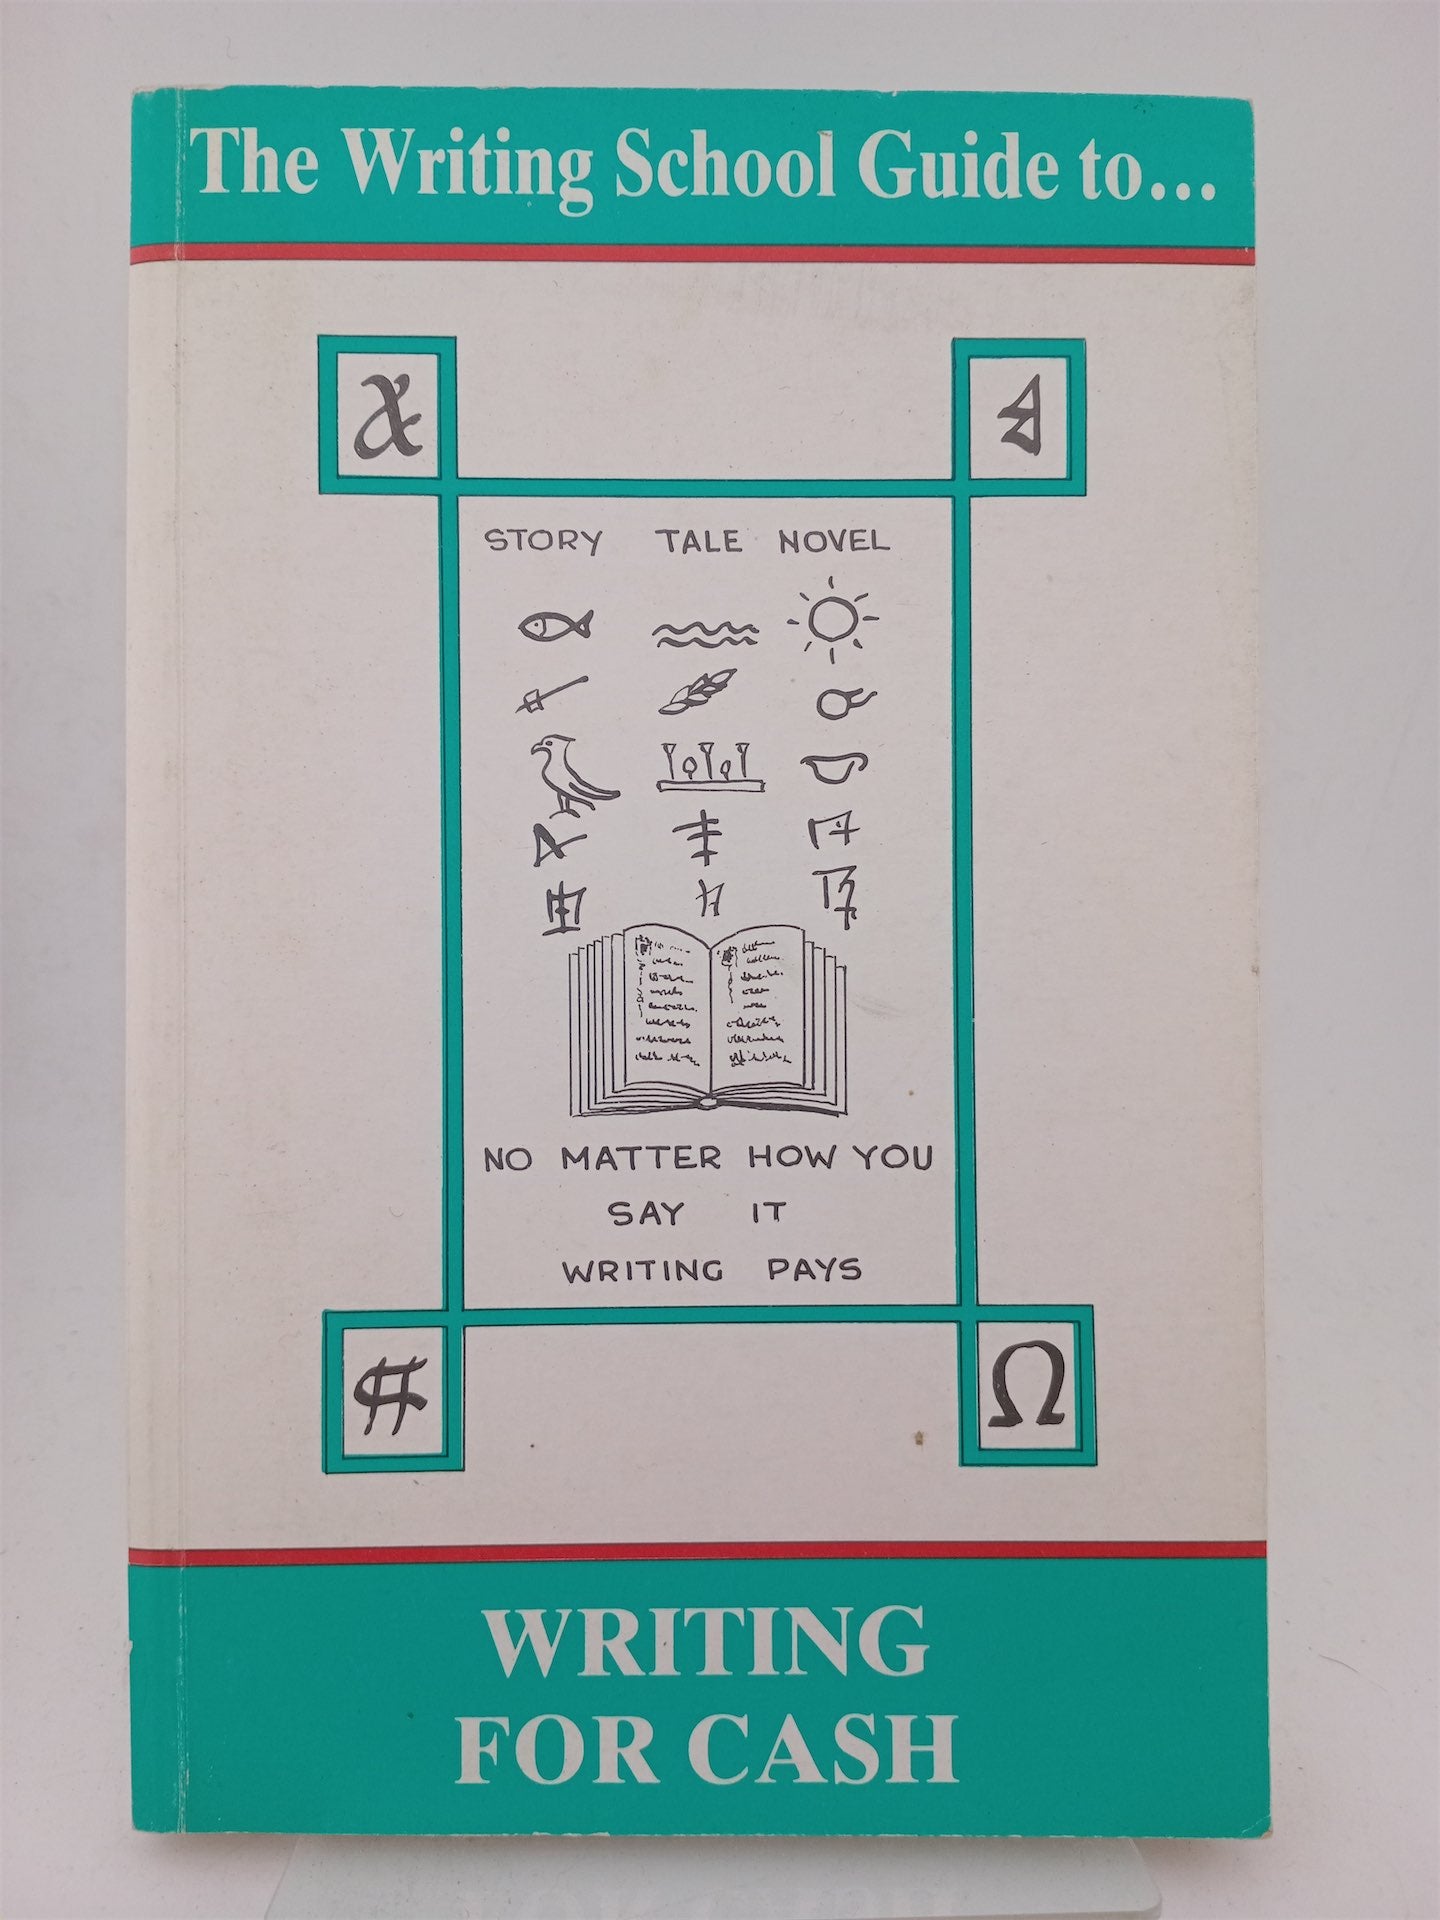 The Writing School Guide to...
STORY TALE NOVEL
NO MATTER HOW YOU
SAY IT
WRITING PAYS
Ω
WRITING
FOR CASH